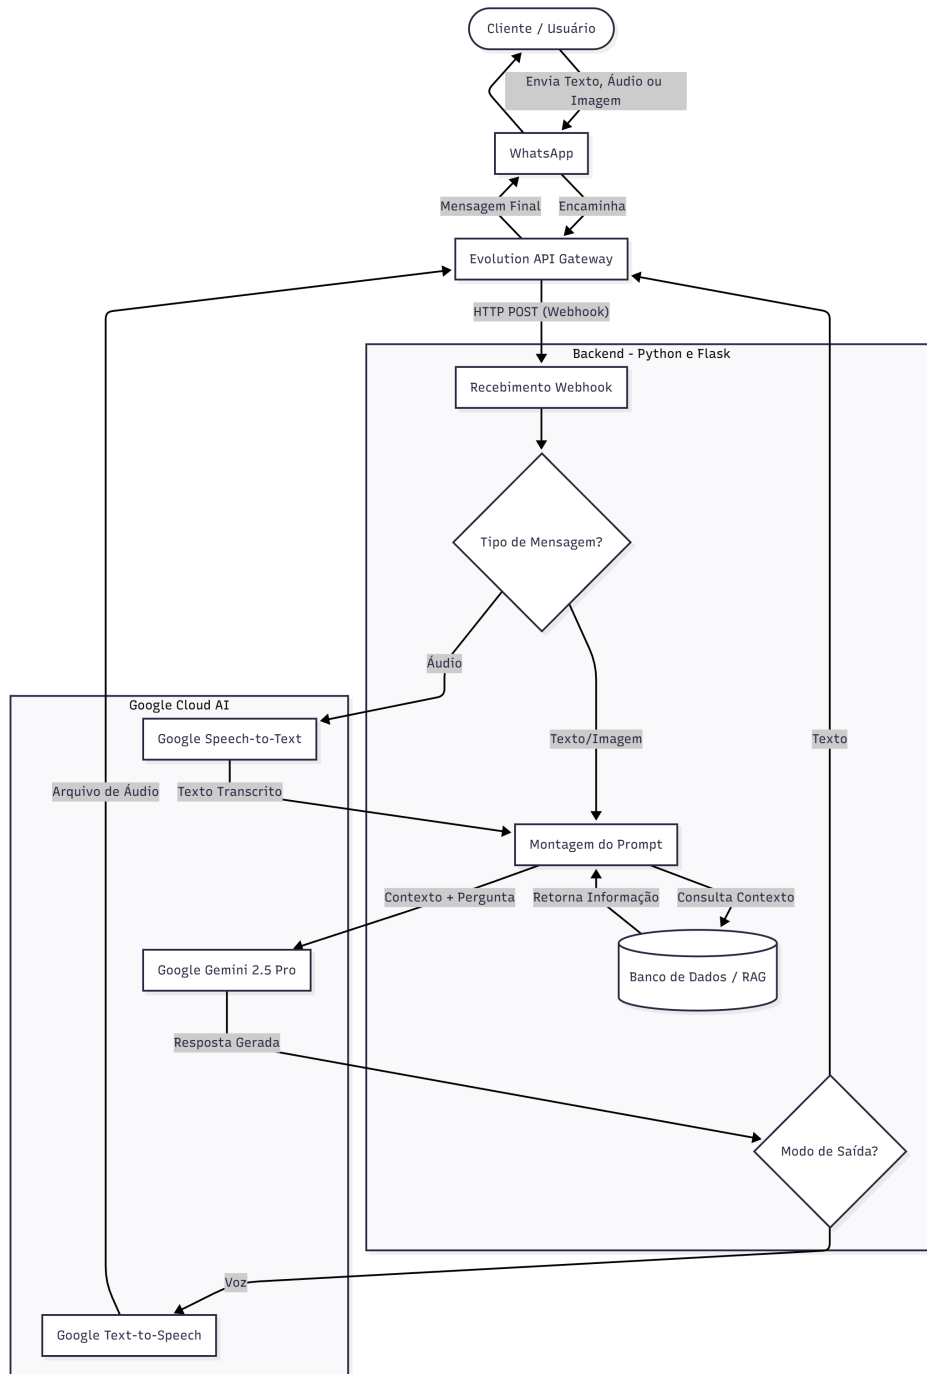 Cliente / Usuário
Envia Texto, Áudio ou
Imagem
WhatsApp
Mensagem Final
Encaminha
Evolution API Gateway
HTTP POST (Webhook)
Backend - Python e Flask
Recebimento Webhook
Tipo de Mensagem?
Áudio
Google Cloud AI
Google Speech-to-Text
Texto/Imagem
Texto
Arquivo de Áudio
Texto Transcrito
Montagem do Prompt
Contexto + Pergunta
Retorna Informação
Consulta Contexto
Google Gemini 2.5 Pro
Banco de Dados / RAG
Resposta Gerada
Modo de Saída?
Voz
Google Text-to-Speech